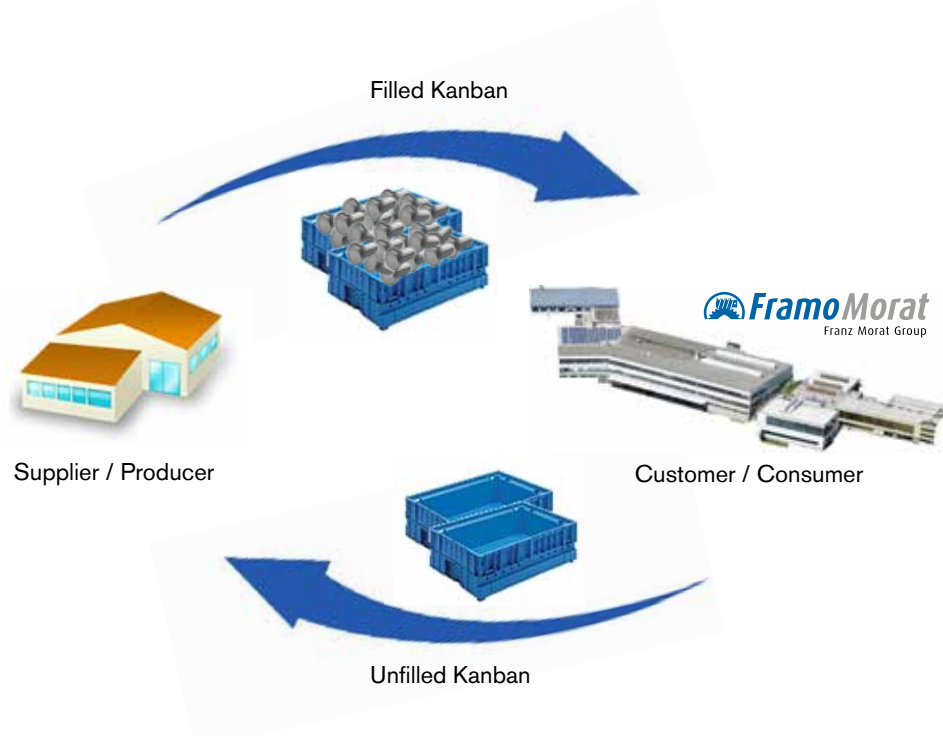 Filled Kanban
FramoMorat
Franz Morat Group
Supplier / Producer
Customer / Consumer
Unfilled Kanban